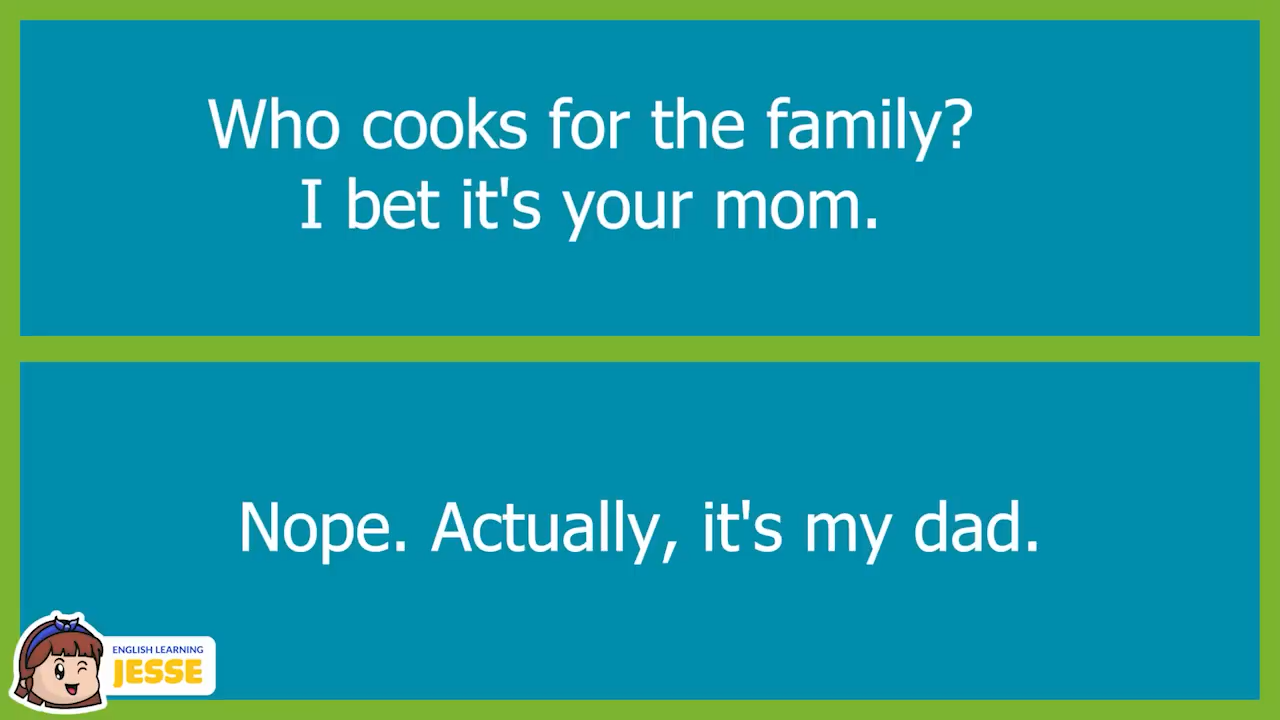 Who cooks for the family?
I bet it's your mom.
Nope. Actually, it's my dad.
ENGLISH LEARNING
JESSE